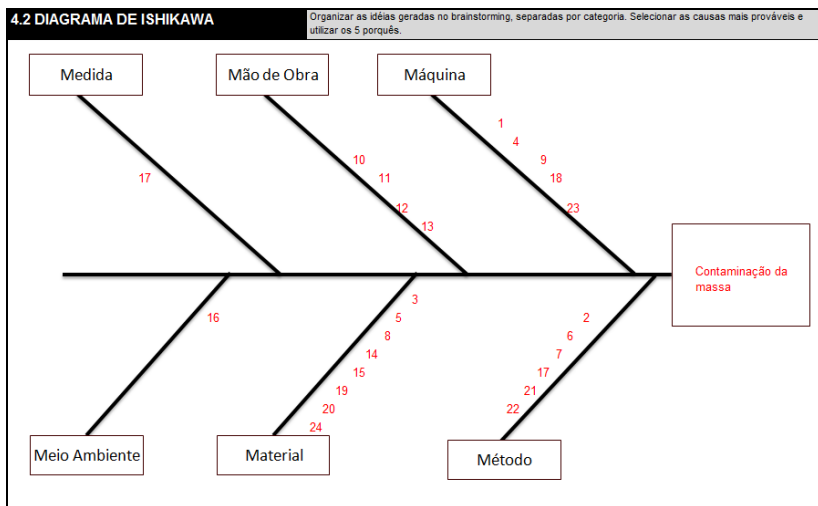 4.2 DIAGRAMA DE ISHIKAWA
Organizar as idéias geradas no brainstorming, separadas por categoria. Selecionar as causas mais prováveis e
utilizar os 5 porquês.
Medida
Mão de Obra
Máquina
1
4
9
18
23
10
11
12
13
17
Contaminação da
massa
16
3
5
8
14
15
19
20
24
2
6
7
17
21
22
Meio Ambiente
Material
Método